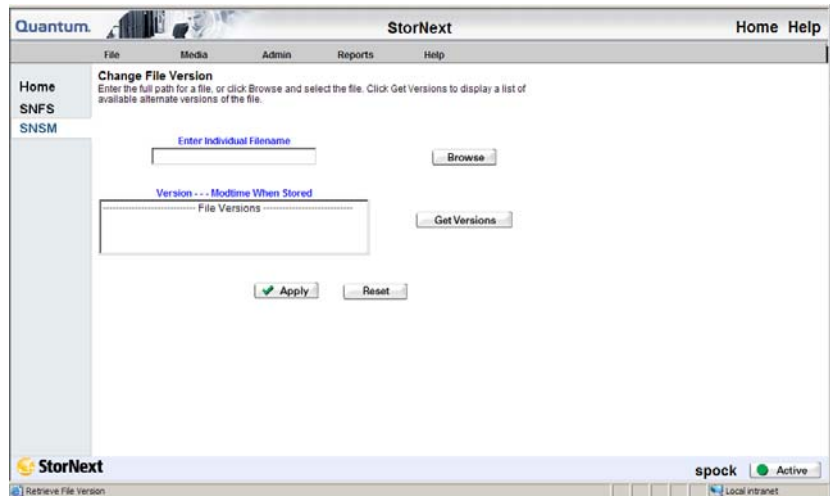 Quantum.
StorNext
Home Help
File Media Admin Reports Help
Home
SNFS
SNSM
Change File Version
Enter the full path for a file, or click Browse and select the file. Click Get Versions to display a list of
available alternate versions of the file.
Enter Individual Filename
Browse
Version - - - Modtime When Stored
File Versions
Get Versions
Apply Reset
StorNext
spock Active
Retrieve File Version
Local intranet